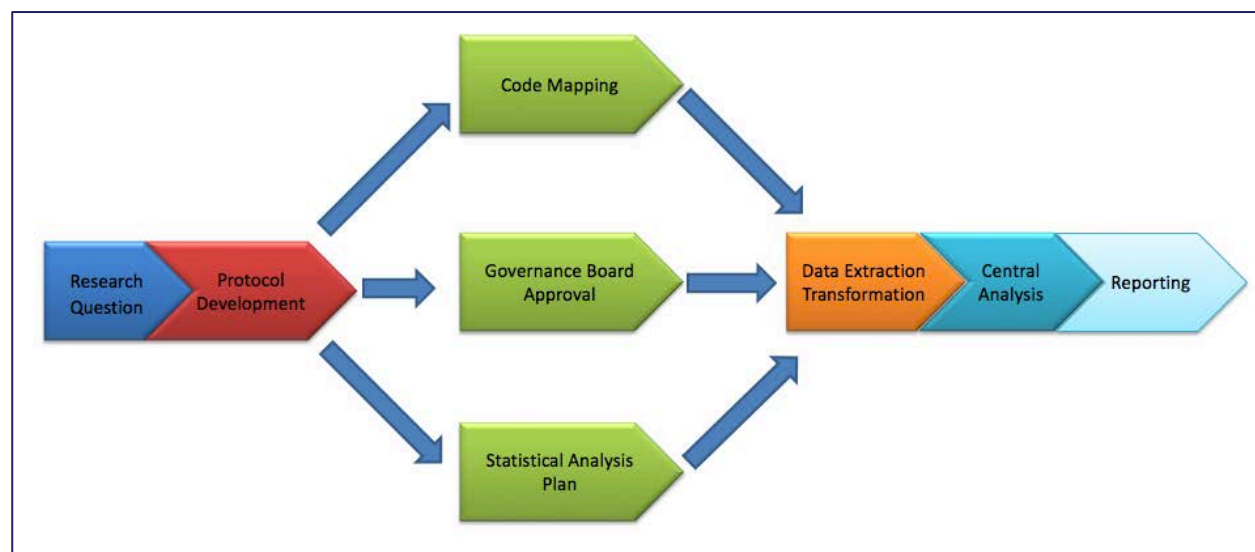 Code Mapping
Research
Question
Protocol
Development
Governance Board
Approval
Data Extraction
Transformation
Central
Analysis
Reporting
Statistical Analysis
Plan